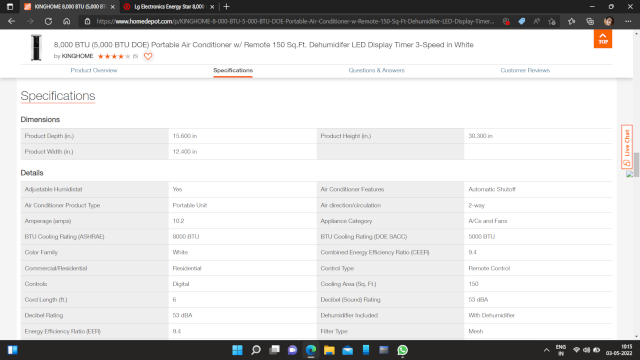 KINGHOME 8,000 BTU (5,000 BTU
Lg Electronics Energy Star 8,000
https://www.homedepot.com/p/KINGHOME-8-000-BTU-5-000-BTU-DOE-Portable-Air-Conditioner-w-Remote-150-Sq-Ft-Dehumidifer-LED-Display-Timer...
8,000 BTU (5,000 BTU DOE) Portable Air Conditioner w/ Remote 150 Sq.Ft. Dehumidifer LED Display Timer 3-Speed in White
by KINGHOME (5)
TOP
Product Overview Specifications Questions & Answers Customer Reviews
Specifications
Dimensions
Product Depth (in.) 15.600 in Product Height (in.) 30.300 in
Product Width (in.) 12.400 in
Live Chat
Details
Adjustable Humidistat Yes Air Conditioner Features Automatic Shutoff
Air Conditioner Product Type Portable Unit Air direction/circulation 2-way
Amperage (amps) 10.2 Appliance Category A/Cs and Fans
BTU Cooling Rating (ASHRAE) 8000 BTU BTU Cooling Rating (DOE SACC) 5000 BTU
Color Family White Combined Energy Efficiency Ratio (CEER) 9.4
Commercial/Residential Residential Control Type Remote Control
Controls Digital Cooling Area (Sq. Ft.) 150
Cord Length (ft.) 6 Decibel (Sound) Rating 53 dBA
Decibel Rating 53 dBA Dehumidifier Included With Dehumidifier
Energy Efficiency Ratio (EER) 9.4 Filter Type Mesh
ENG 10:15
IN 03-05-2022